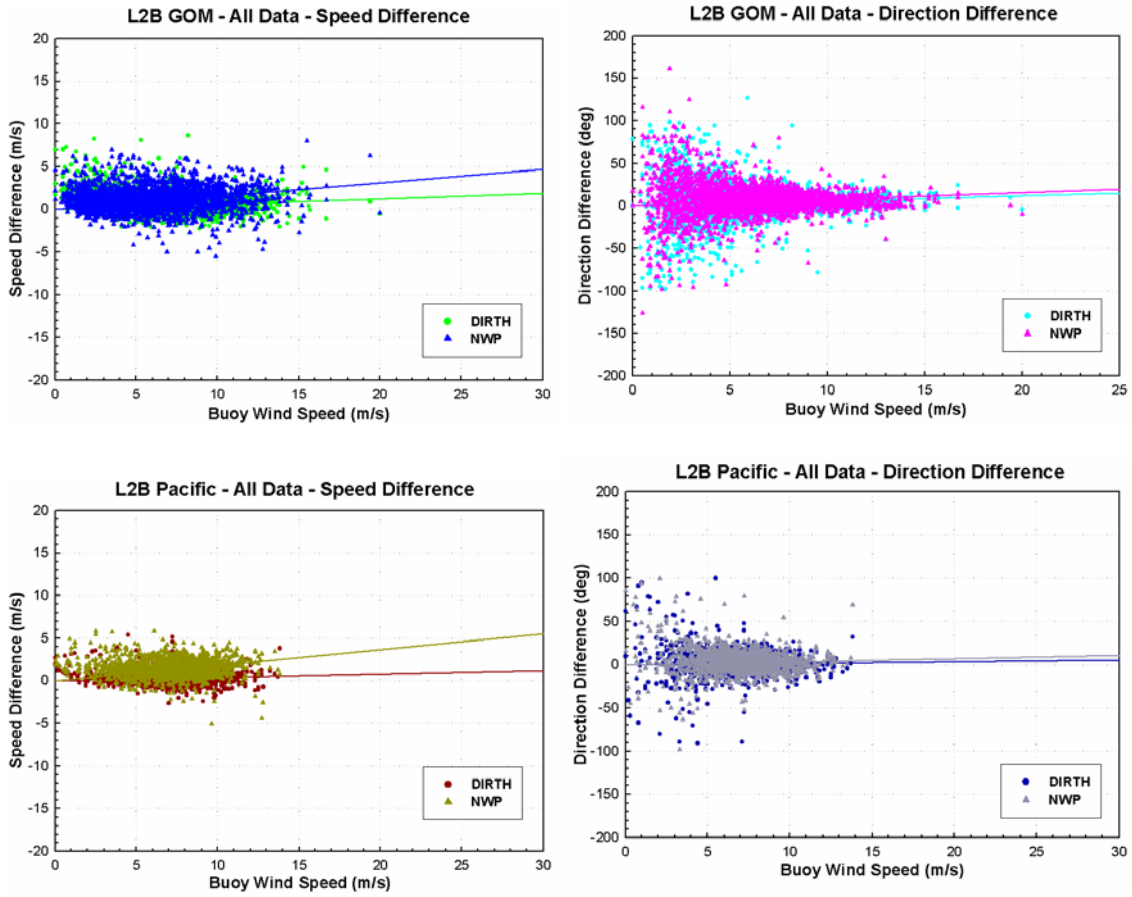 L2B GOM - All Data - Speed Difference
20
15
10
5
0
-5
-10
-15
-20
Speed Difference (m/s)
DIRTH
NWP
0 5 10 15 20 25 30
Buoy Wind Speed (m/s)
L2B GOM - All Data - Direction Difference
200
150
100
50
0
-50
-100
-150
-200
Direction Difference (deg)
DIRTH
NWP
0 5 10 15 20 25
Buoy Wind Speed (m/s)
L2B Pacific - All Data - Speed Difference
20
15
10
5
0
-5
-10
-15
-20
Speed Difference (m/s)
DIRTH
NWP
0 5 10 15 20 25 30
Buoy Wind Speed (m/s)
L2B Pacific - All Data - Direction Difference
200
150
100
50
0
-50
-100
-150
-200
Direction Difference (deg)
DIRTH
NWP
0 5 10 15 20 25 30
Buoy Wind Speed (m/s)